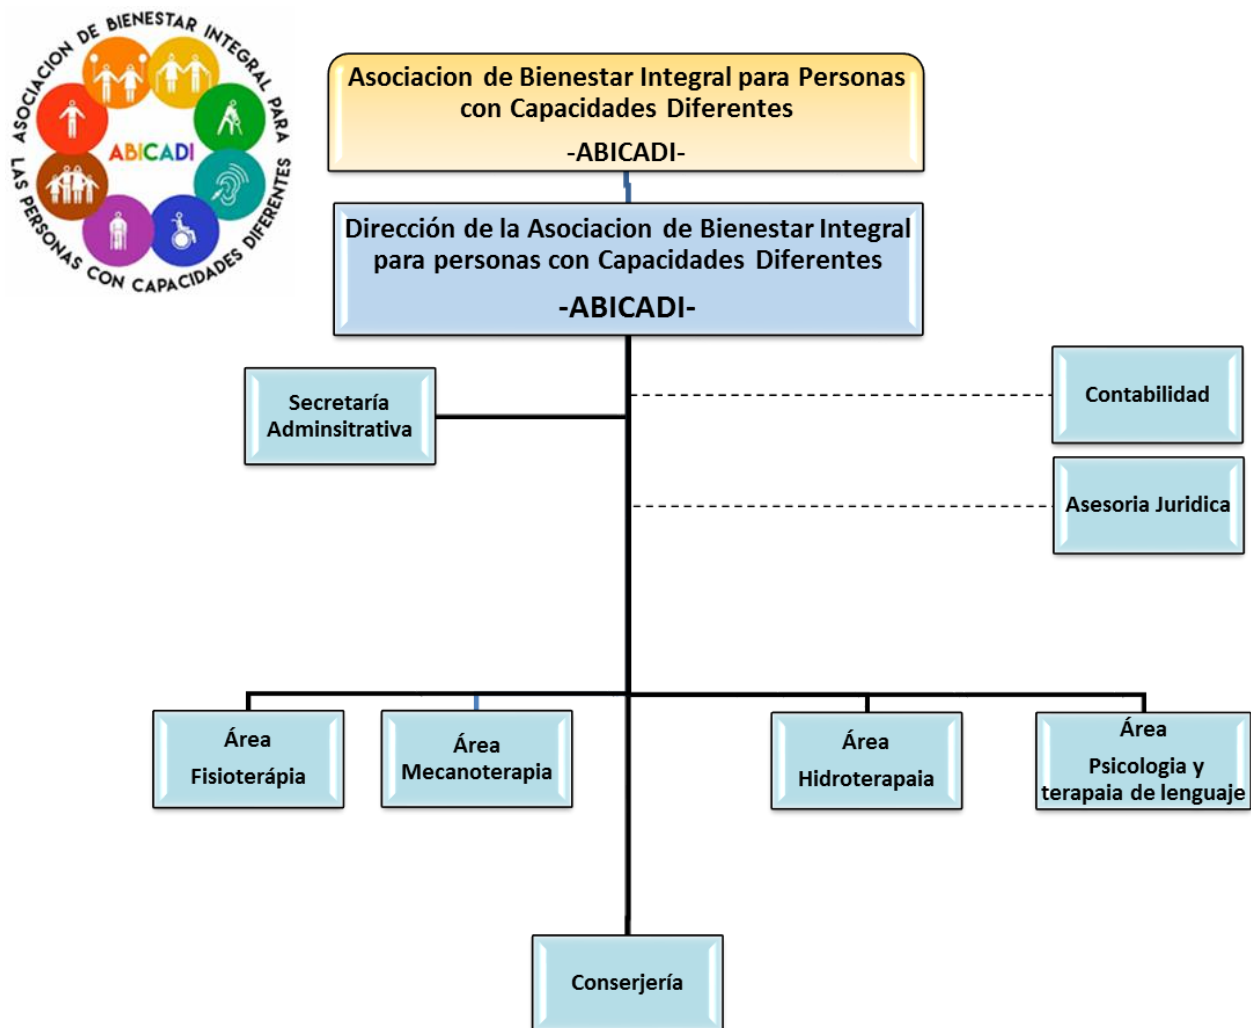 ASOCIACION DE BIENESTAR INTEGRAL PARA
LAS PERSONAS CON CAPACIDADES DIFERENTES
ABICADI
Asociacion de Bienestar Integral para Personas
con Capacidades Diferentes
-ABICADI-
Dirección de la Asociacion de Bienestar Integral
para personas con Capacidades Diferentes
-ABICADI-
Secretaría
Adminsitrativa
Contabilidad
Asesoria Juridica
Área
Fisioterápia
Área
Mecanoterapia
Área
Hidroterapaia
Área
Psicologia y
terapaia de lenguaje
Conserjería